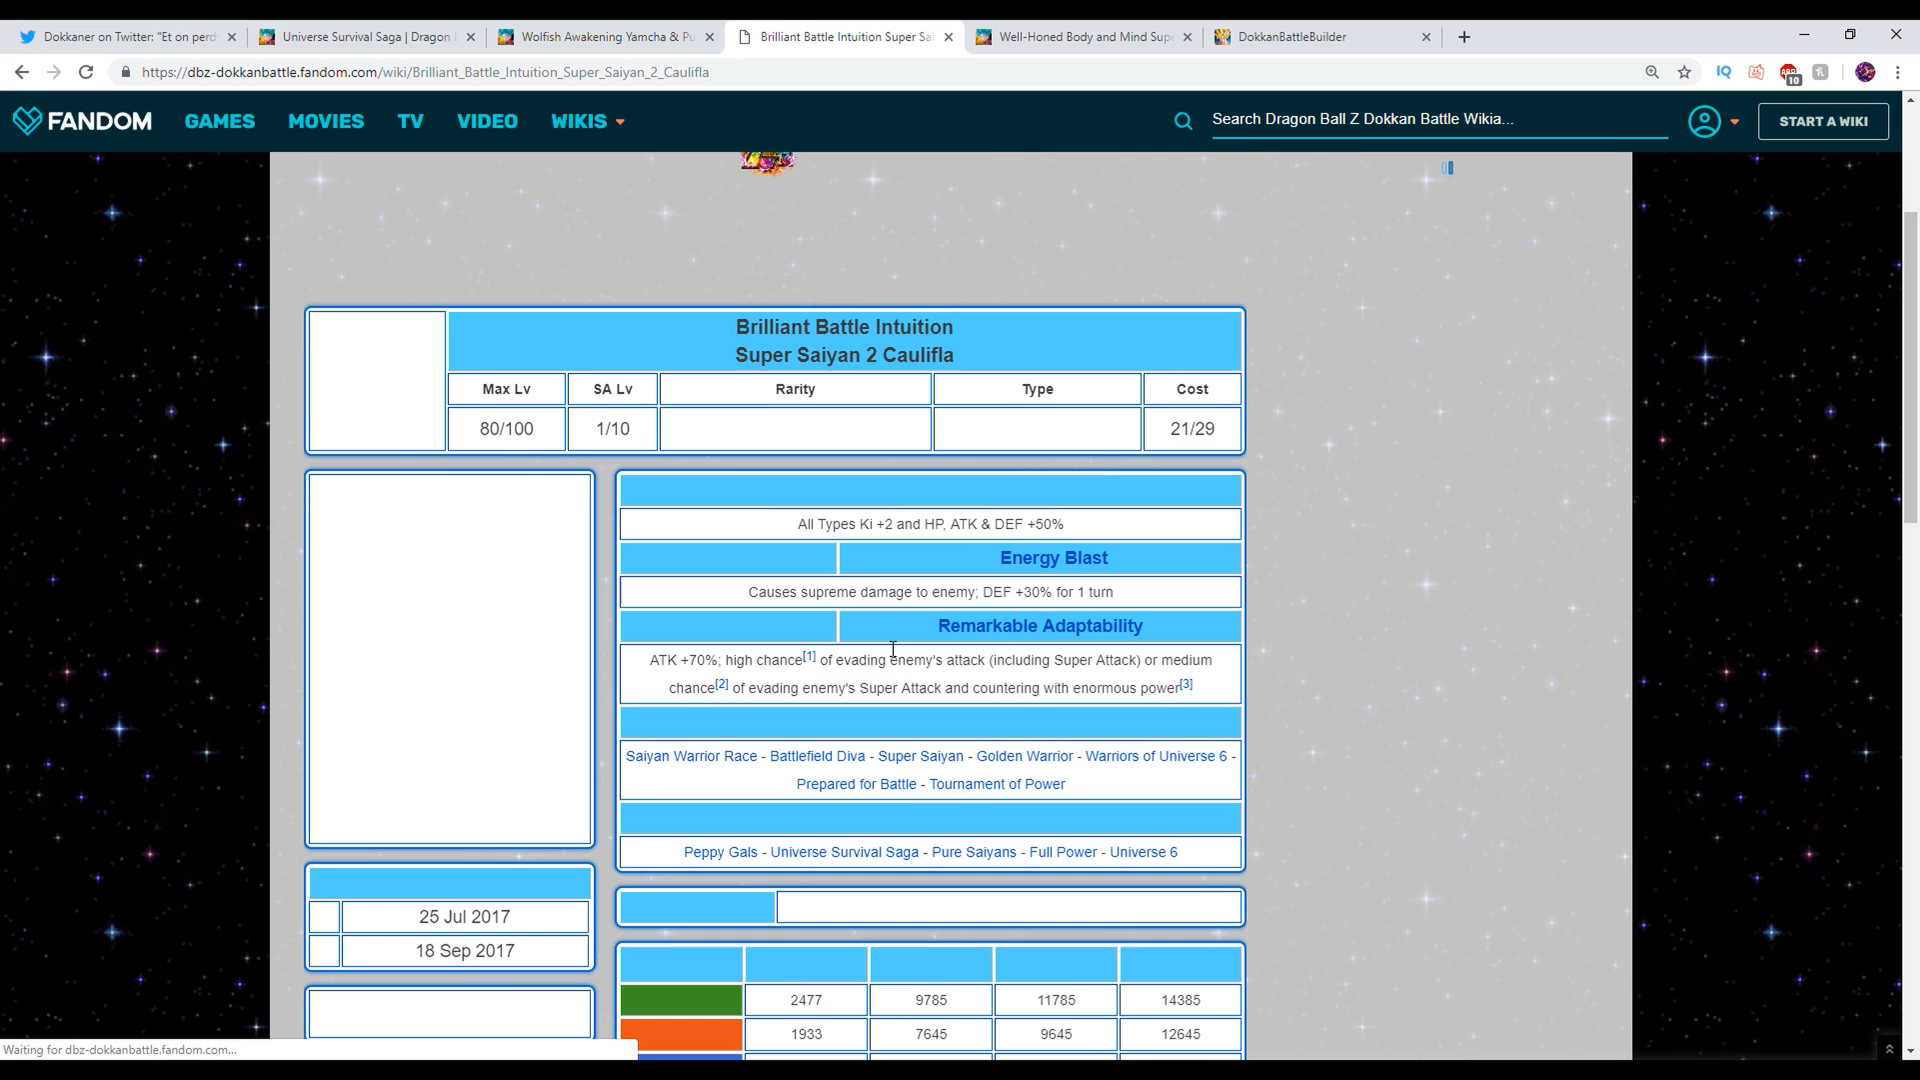 Dokkaner on Twitter: "Et on perd
Universe Survival Saga | Dragon B
Wolfish Awakening Yamcha & Pu
Brilliant Battle Intuition Super Sai
Well-Honed Body and Mind Supe
DokkanBattleBuilder
https://dbz-dokkanbattle.fandom.com/wiki/Brilliant_Battle_Intuition_Super_Saiyan_2_Caulifla
IQ
ABP
10
FANDOM
GAMES
MOVIES
TV
VIDEO
WIKIS
Search Dragon Ball Z Dokkan Battle Wikia...
START A WIKI
Brilliant Battle Intuition
Super Saiyan 2 Caulifla
Max Lv SA Lv Rarity Type Cost
80/100 1/10 21/29
All Types Ki +2 and HP, ATK & DEF +50%
Energy Blast
Causes supreme damage to enemy; DEF +30% for 1 turn
Remarkable Adaptability
ATK +70%; high chance[1] of evading enemy's attack (including Super Attack) or medium
chance[2] of evading enemy's Super Attack and countering with enormous power[3]
Saiyan Warrior Race - Battlefield Diva - Super Saiyan - Golden Warrior - Warriors of Universe 6 -
Prepared for Battle - Tournament of Power
Peppy Gals - Universe Survival Saga - Pure Saiyans - Full Power - Universe 6
25 Jul 2017
18 Sep 2017
2477 9785 11785 14385
1933 7645 9645 12645
Waiting for dbz-dokkanbattle.fandom.com...